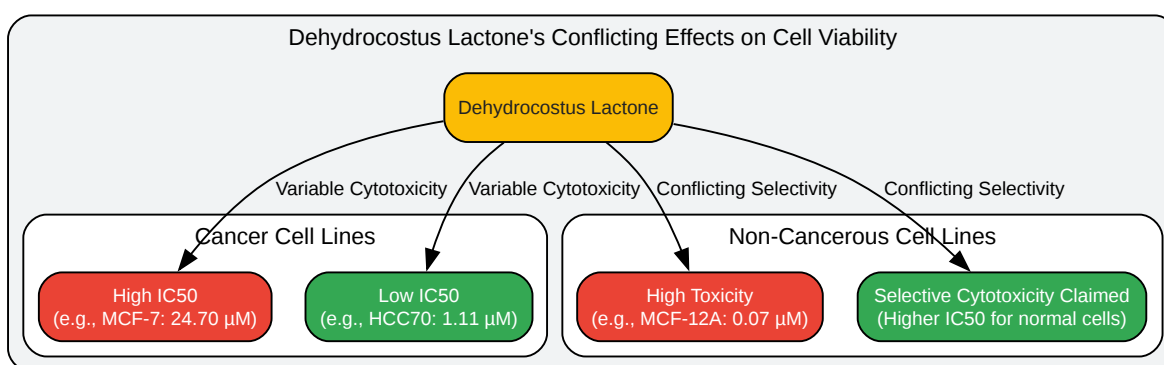 Dehydrocostus Lactone's Conflicting Effects on Cell Viability
Dehydrocostus Lactone
Variable Cytotoxicity
Variable Cytotoxicity
Conflicting Selectivity
Conflicting Selectivity
Cancer Cell Lines
Non-Cancerous Cell Lines
High IC50
(e.g., MCF-7: 24.70 µM)
Low IC50
(e.g., HCC70: 1.11 µM)
High Toxicity
(e.g., MCF-12A: 0.07 µM)
Selective Cytotoxicity Claimed
(Higher IC50 for normal cells)